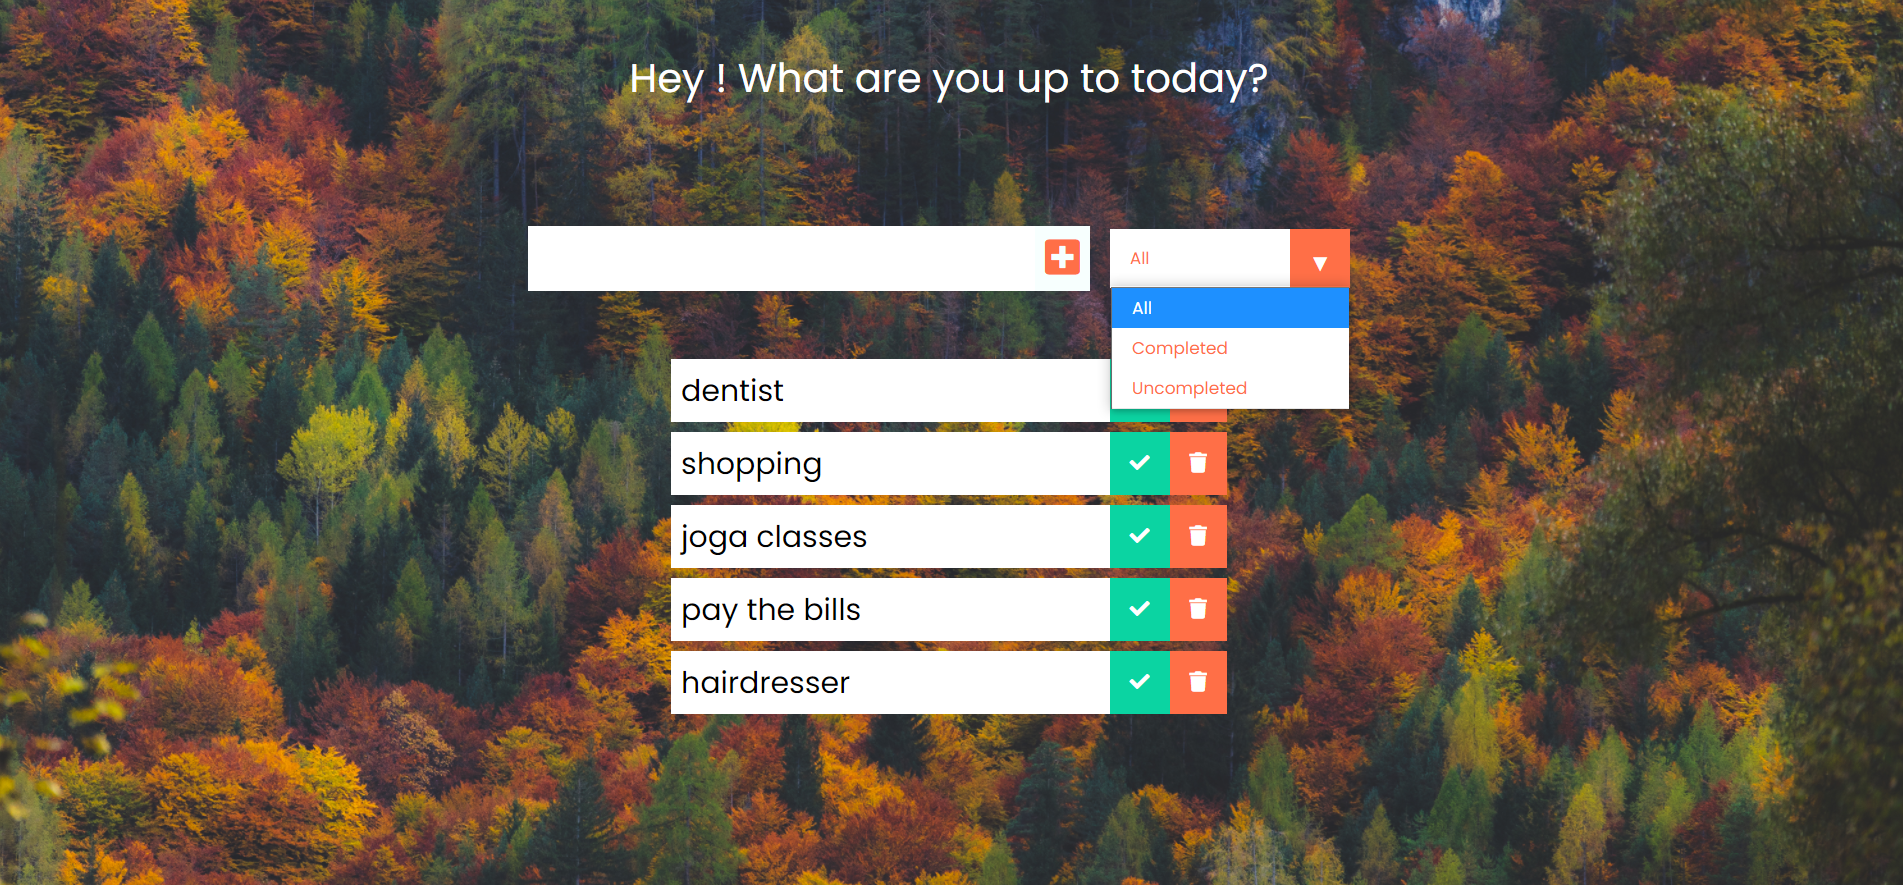 Hey ! What are you up to today?
All
All
Completed
Uncompleted
dentist
shopping
joga classes
pay the bills
hairdresser